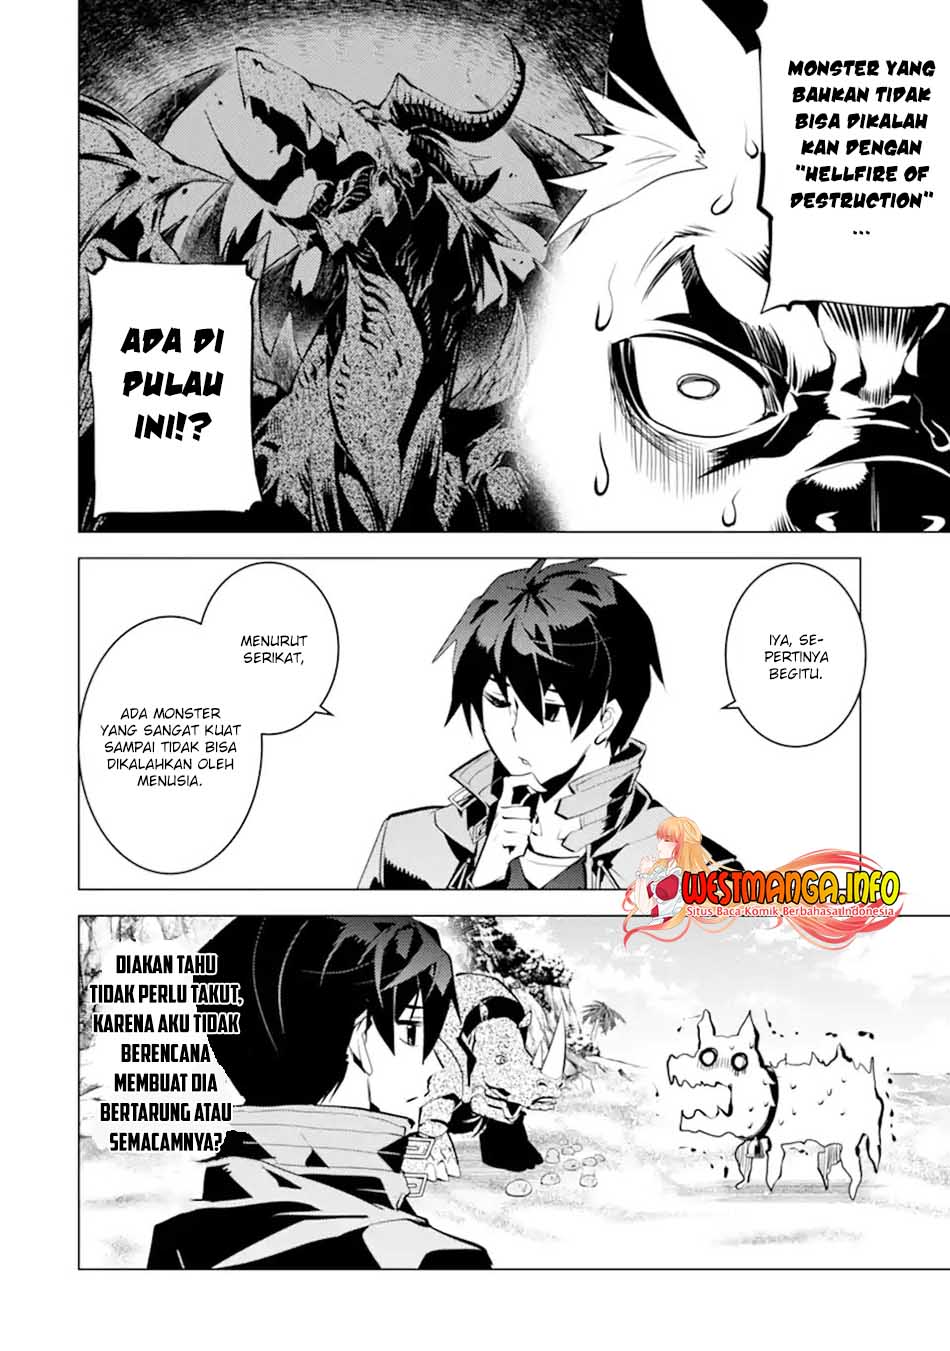 MONSTER YANG
BAHKAN TIDAK
BISA DIKALAH
KAN DENGAN
"HELLFIRE OF
DESTRUCTION"
...
ADA DI
PULAU
INI!?
IYA, SE-
PERTINYA
BEGITU.
MENURUT
SERIKAT,
ADA MONSTER
YANG SANGAT KUAT
SAMPAI TIDAK BISA
DIKALAHKAN OLEH
MENUSIA.
WESTMANGA.INFO
Situs Baca Komik Berbahasa Indonesia
DIAKAN TAHU
TIDAK PERLU TAKUT,
KARENA AKU TIDAK
BERENCANA
MEMBUAT DIA
BERTARUNG ATAU
SEMACAMNYA?